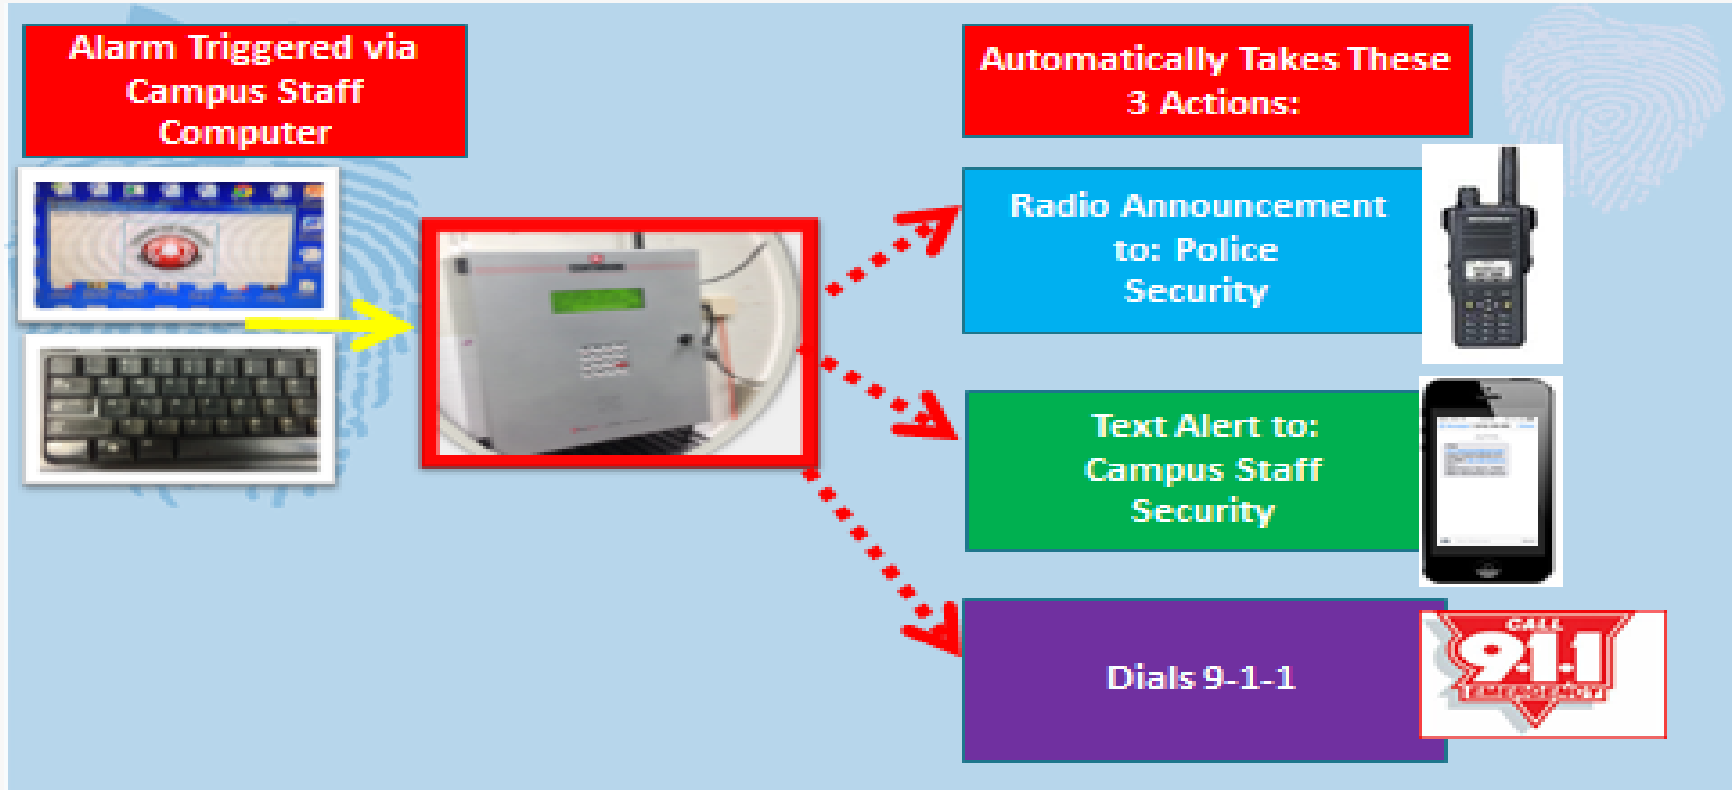 Alarm Triggered via
Campus Staff
Computer
Automatically Takes These
3 Actions:
Radio Announcement
to: Police
Security
Text Alert to:
Campus Staff
Security
Dials 9-1-1
CALL
9.1.1
EMERGENCY